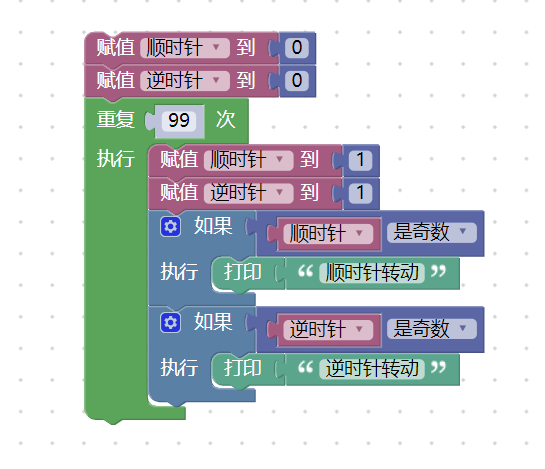 赋值 顺时针 到 0
赋值 逆时针 到 0
重复 99 次
执行 赋值 顺时针 到 1
赋值 逆时针 到 1
如果 顺时针 是奇数
执行 打印 “ 顺时针转动 ”
如果 逆时针 是奇数
执行 打印 “ 逆时针转动 ”